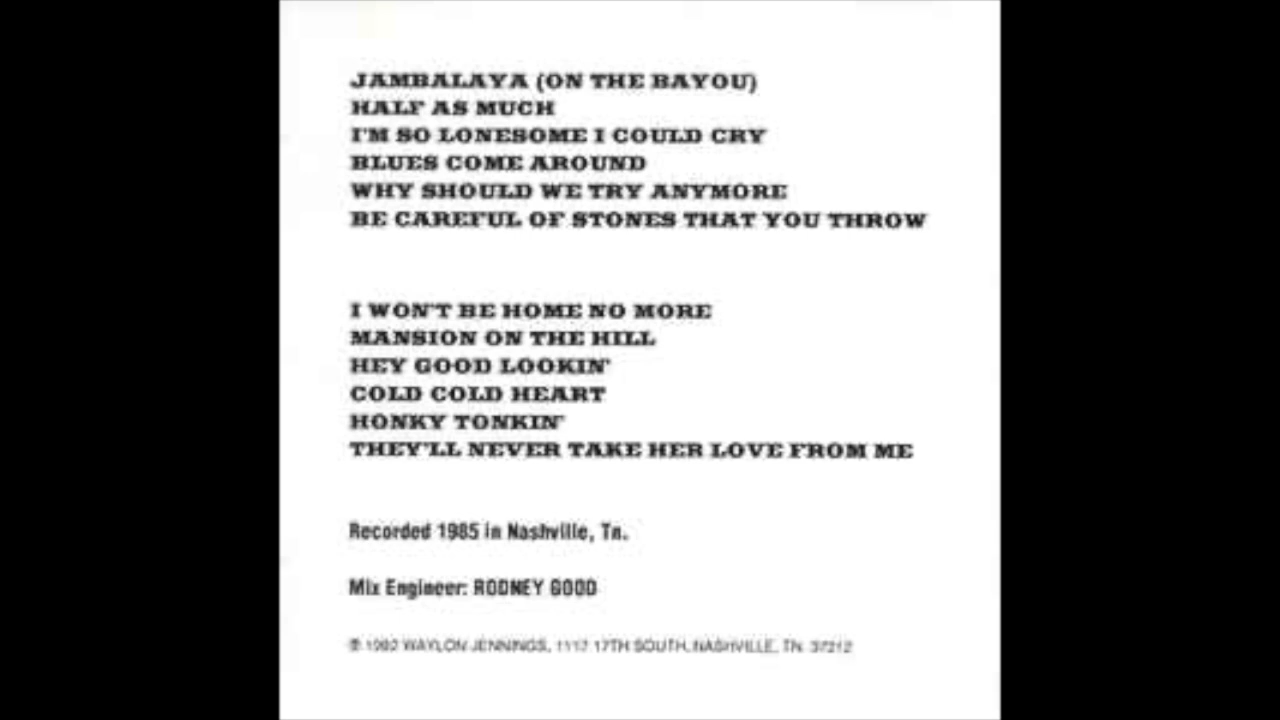 JAMBALAYA (ON THE BAYOU)
HALF AS MUCH
I'M SO LONESOME I COULD CRY
BLUES COME AROUND
WHY SHOULD WE TRY ANYMORE
BE CAREFUL OF STONES THAT YOU THROW
I WON'T BE HOME NO MORE
MANSION ON THE HILL
HEY GOOD LOOKIN'
COLD COLD HEART
HONKY TONKIN'
THEY'LL NEVER TAKE HER LOVE FROM ME
Recorded 1985 in Nashville, Tn.
Mix Engineer: RODNEY GOOD
℗ 1992 WAYLON JENNINGS, 1117 17TH SOUTH, NASHVILLE, TN. 37212